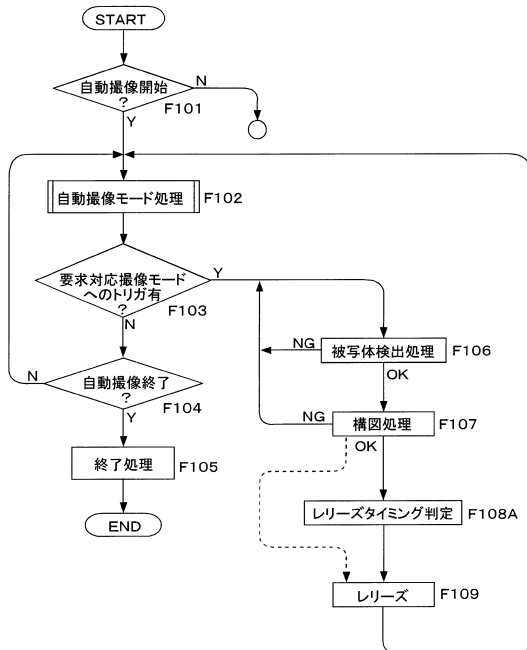 START
自動撮像開始
?
N
F101
Y
自動撮像モード処理
F102
要求対応撮像モード
へのトリガ有
?
Y
F103
N
被写体検出処理
F106
NG
OK
自動撮像終了
?
N
F104
Y
構図処理
F107
NG
OK
終了処理
F105
レリーズタイミング判定
F108A
END
レリーズ
F109